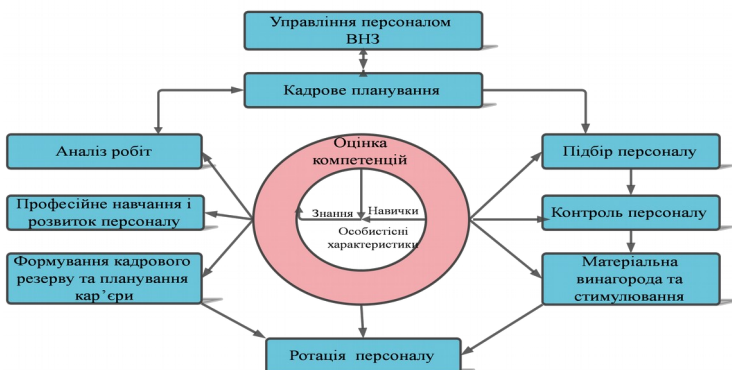 Управління персоналом
ВНЗ
Кадрове планування
Аналіз робіт
Оцінка
компетенцій
Підбір персоналу
Професійне навчання і
розвиток персоналу
Знання
Навички
Особистісні
характеристики
Контроль персоналу
Формування кадрового
резерву та планування
кар’єри
Матеріальна
винагорода та
стимулювання
Ротація персоналу